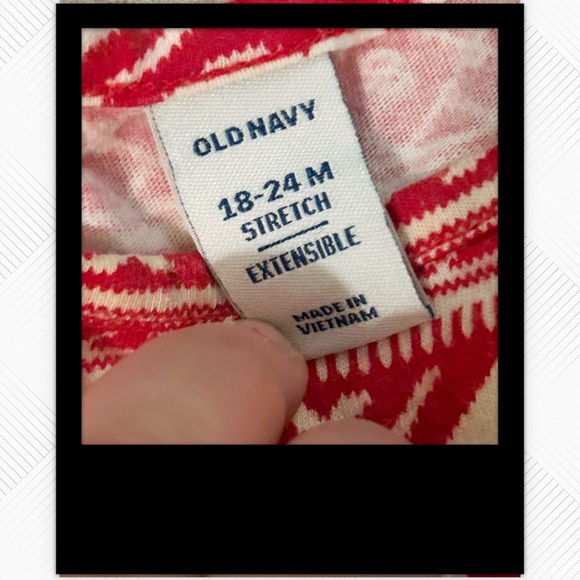 OLD NAVY
18-24 M
STRETCH
EXTENSIBLE
MADE IN
VIETNAM